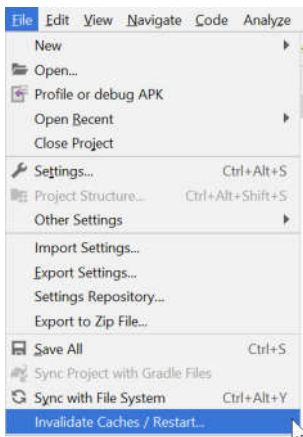 File Edit View Navigate Code Analyze
New
Open...
Profile or debug APK
Open Recent
Close Project
Settings... Ctrl+Alt+S
Project Structure... Ctrl+Alt+Shift+S
Other Settings
Import Settings...
Export Settings...
Settings Repository...
Export to Zip File...
Save All Ctrl+S
Sync Project with Gradle Files
Sync with File System Ctrl+Alt+Y
Invalidate Caches / Restart...